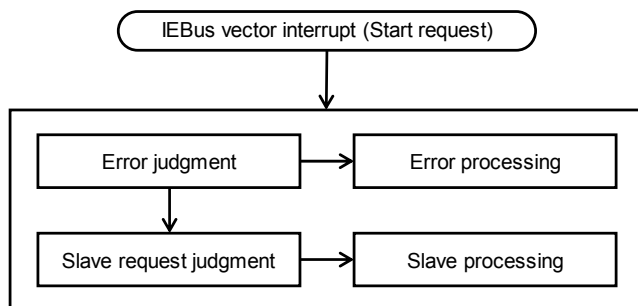 IEBus vector interrupt (Start request)
Error judgment
Error processing
Slave request judgment
Slave processing